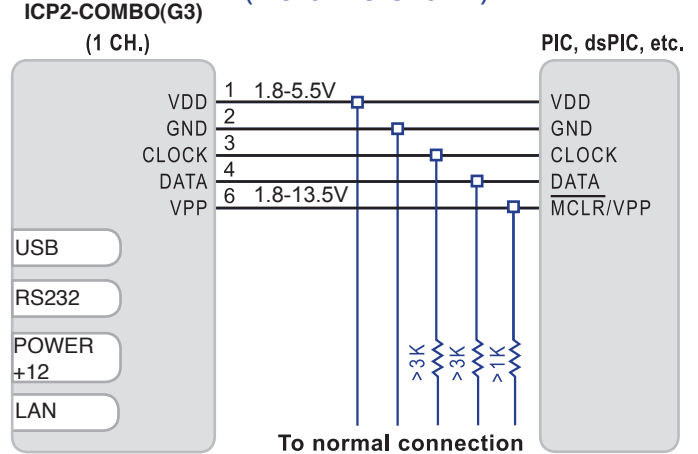 ICP2-COMBO(G3)
(1 CH.)
PIC, dsPIC, etc.
VDD 1 1.8-5.5V VDD
GND 2 GND
CLOCK 3 CLOCK
DATA 4 DATA
VPP 6 1.8-13.5V MCLR/VPP
USB
RS232
POWER
+12
LAN
>3K
>3K
>1K
To normal connection